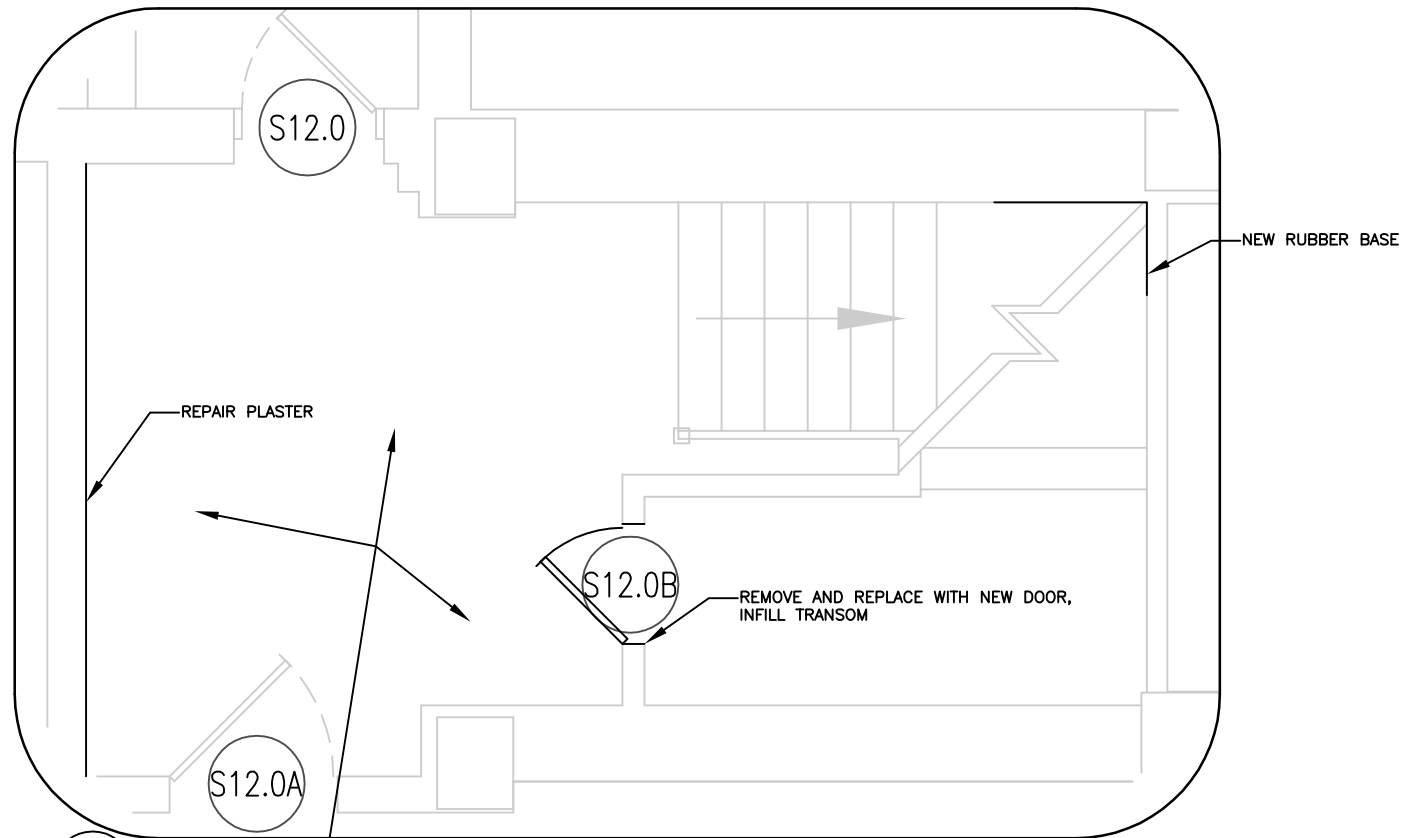 S12.0
NEW RUBBER BASE
REPAIR PLASTER
S12.0B
REMOVE AND REPLACE WITH NEW DOOR,
INFILL TRANSOM
S12.0A